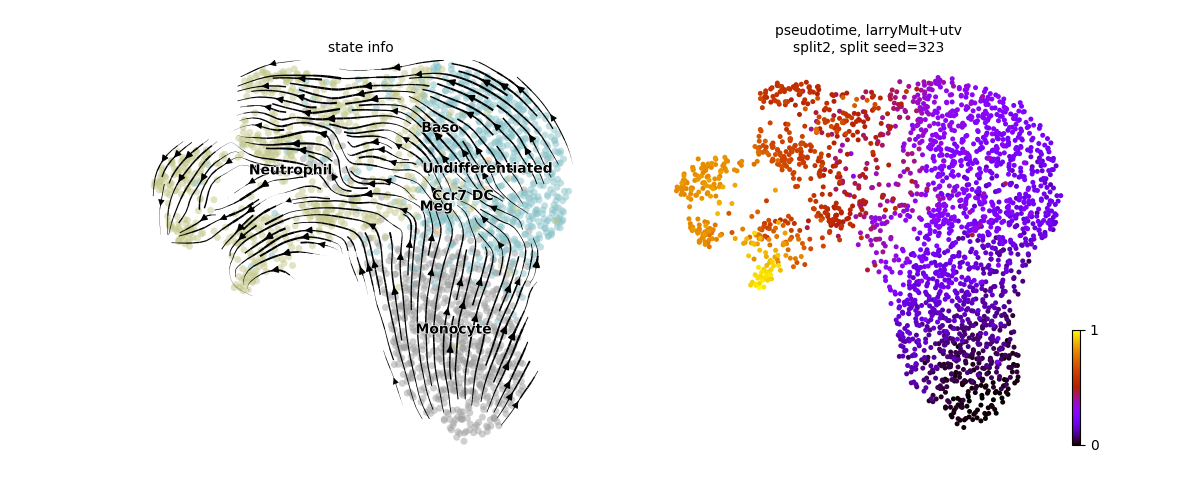 state info
Baso
Neutrophil
Undifferentiated
Ccr7 DC
Meg
Monocyte
pseudotime, larryMult+utv
split2, split seed=323
1
0